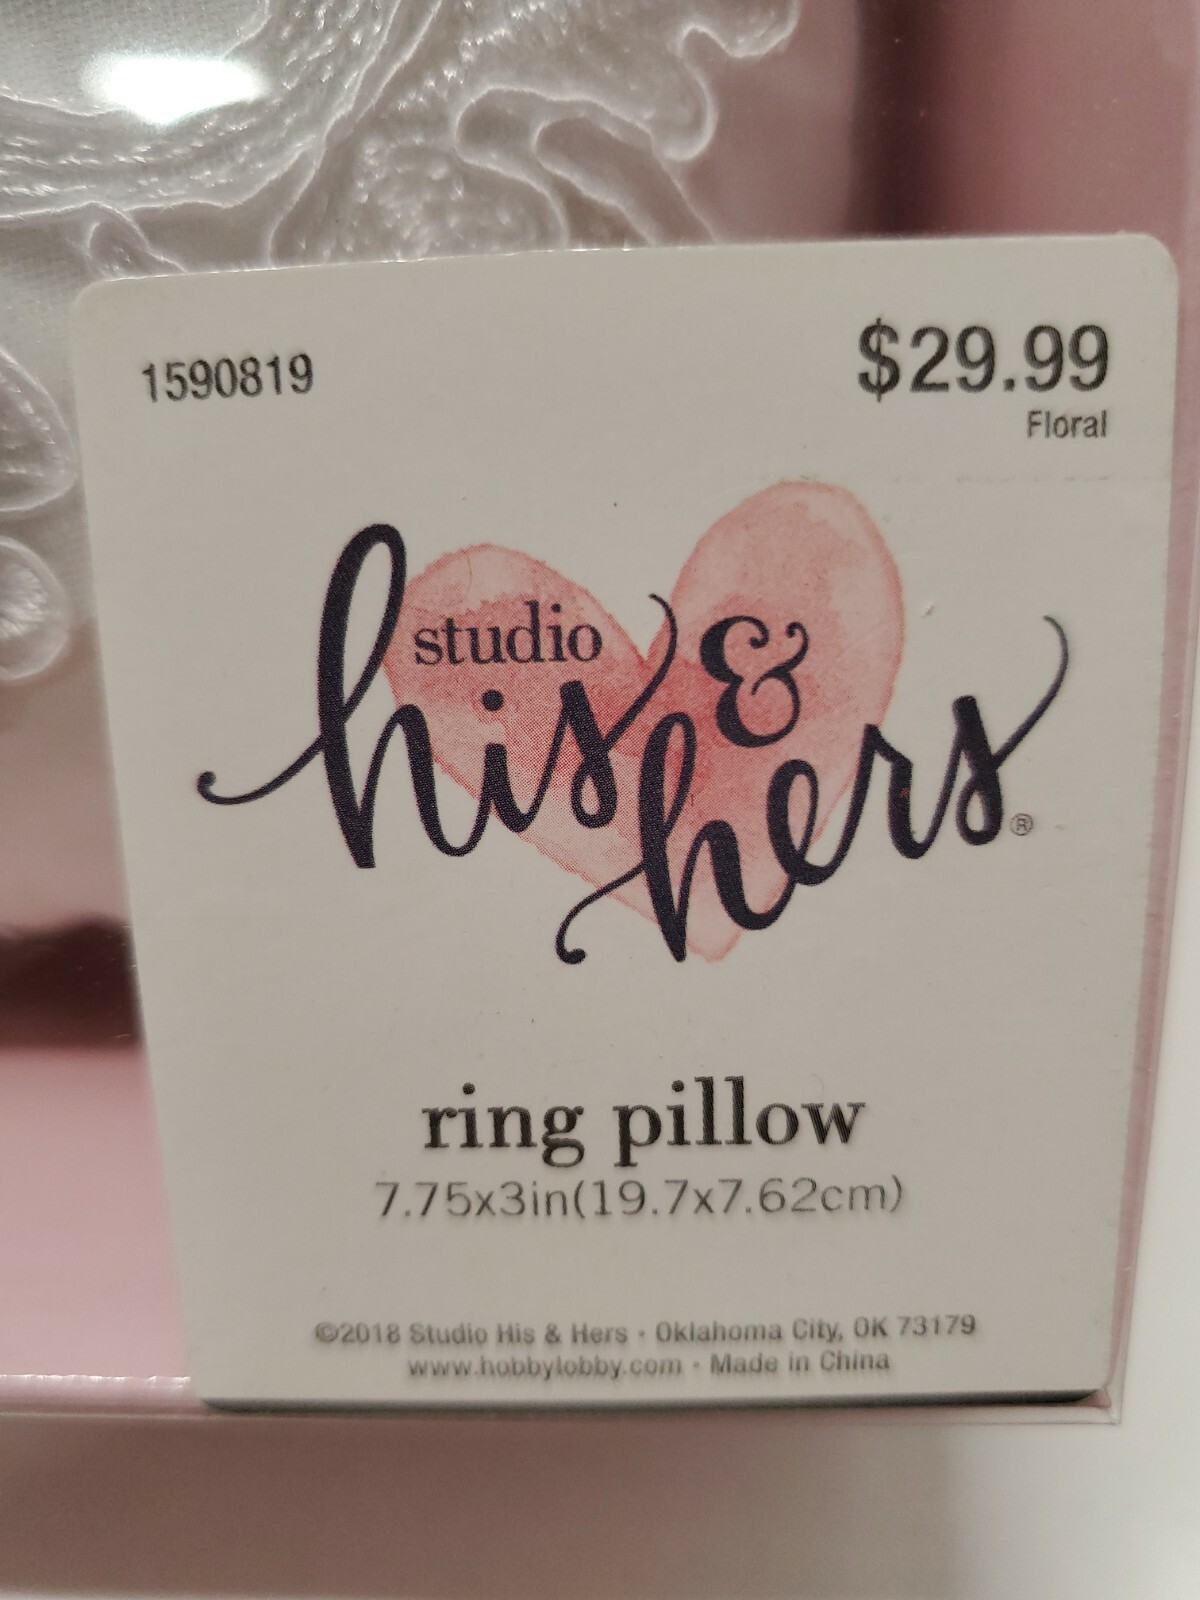 1590819
$29.99
Floral
studio
his &
hers®
ring pillow
7.75x3in(19.7x7.62cm)
©2018 Studio His & Hers • Oklahoma City, OK 73179
www.hobbylobby.com • Made in China